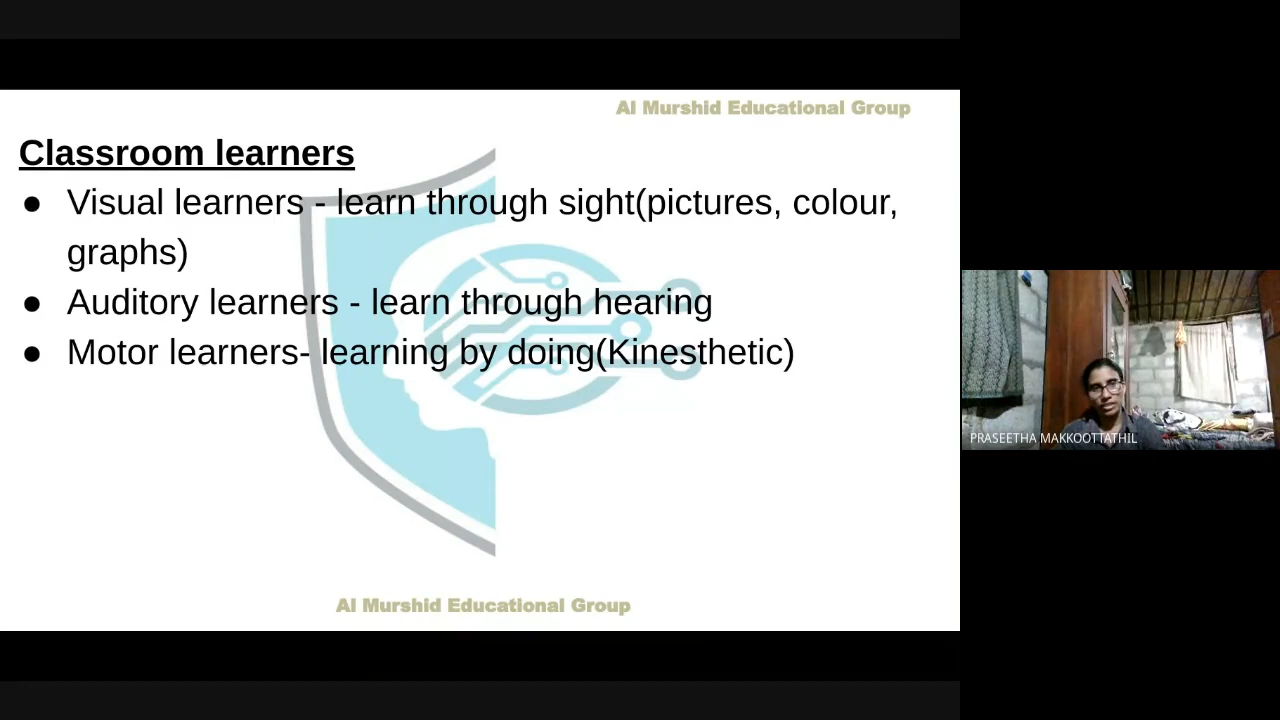 Al Murshid Educational Group
Classroom learners
● Visual learners - learn through sight(pictures, colour,
graphs)
● Auditory learners - learn through hearing
● Motor learners- learning by doing(Kinesthetic)
PRASEETHA MAKKOOTTATHIL
Al Murshid Educational Group